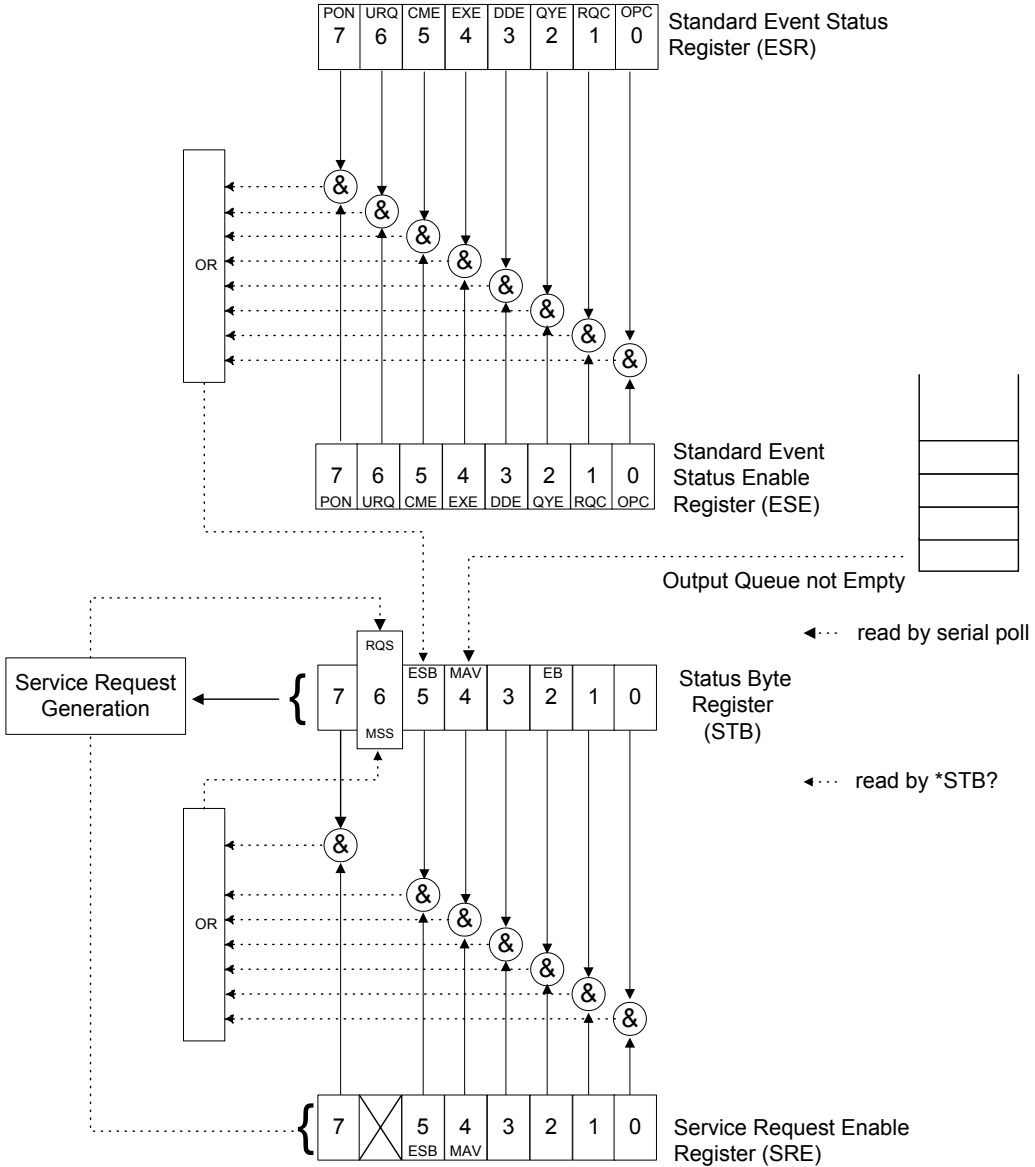 PON URQ CME EXE DDE QYE RQC OPC
7 6 5 4 3 2 1 0
Standard Event Status
Register (ESR)
&
&
&
&
&
&
&
&
OR
7 6 5 4 3 2 1 0
PON URQ CME EXE DDE QYE RQC OPC
Standard Event
Status Enable
Register (ESE)
Output Queue not Empty
read by serial poll
Service Request
Generation
{
RQS
ESB MAV EB
7 6 5 4 3 2 1 0
MSS
Status Byte
Register
(STB)
read by *STB?
&
&
&
&
&
&
&
OR
{
7 5 4 3 2 1 0
ESB MAV
Service Request Enable
Register (SRE)